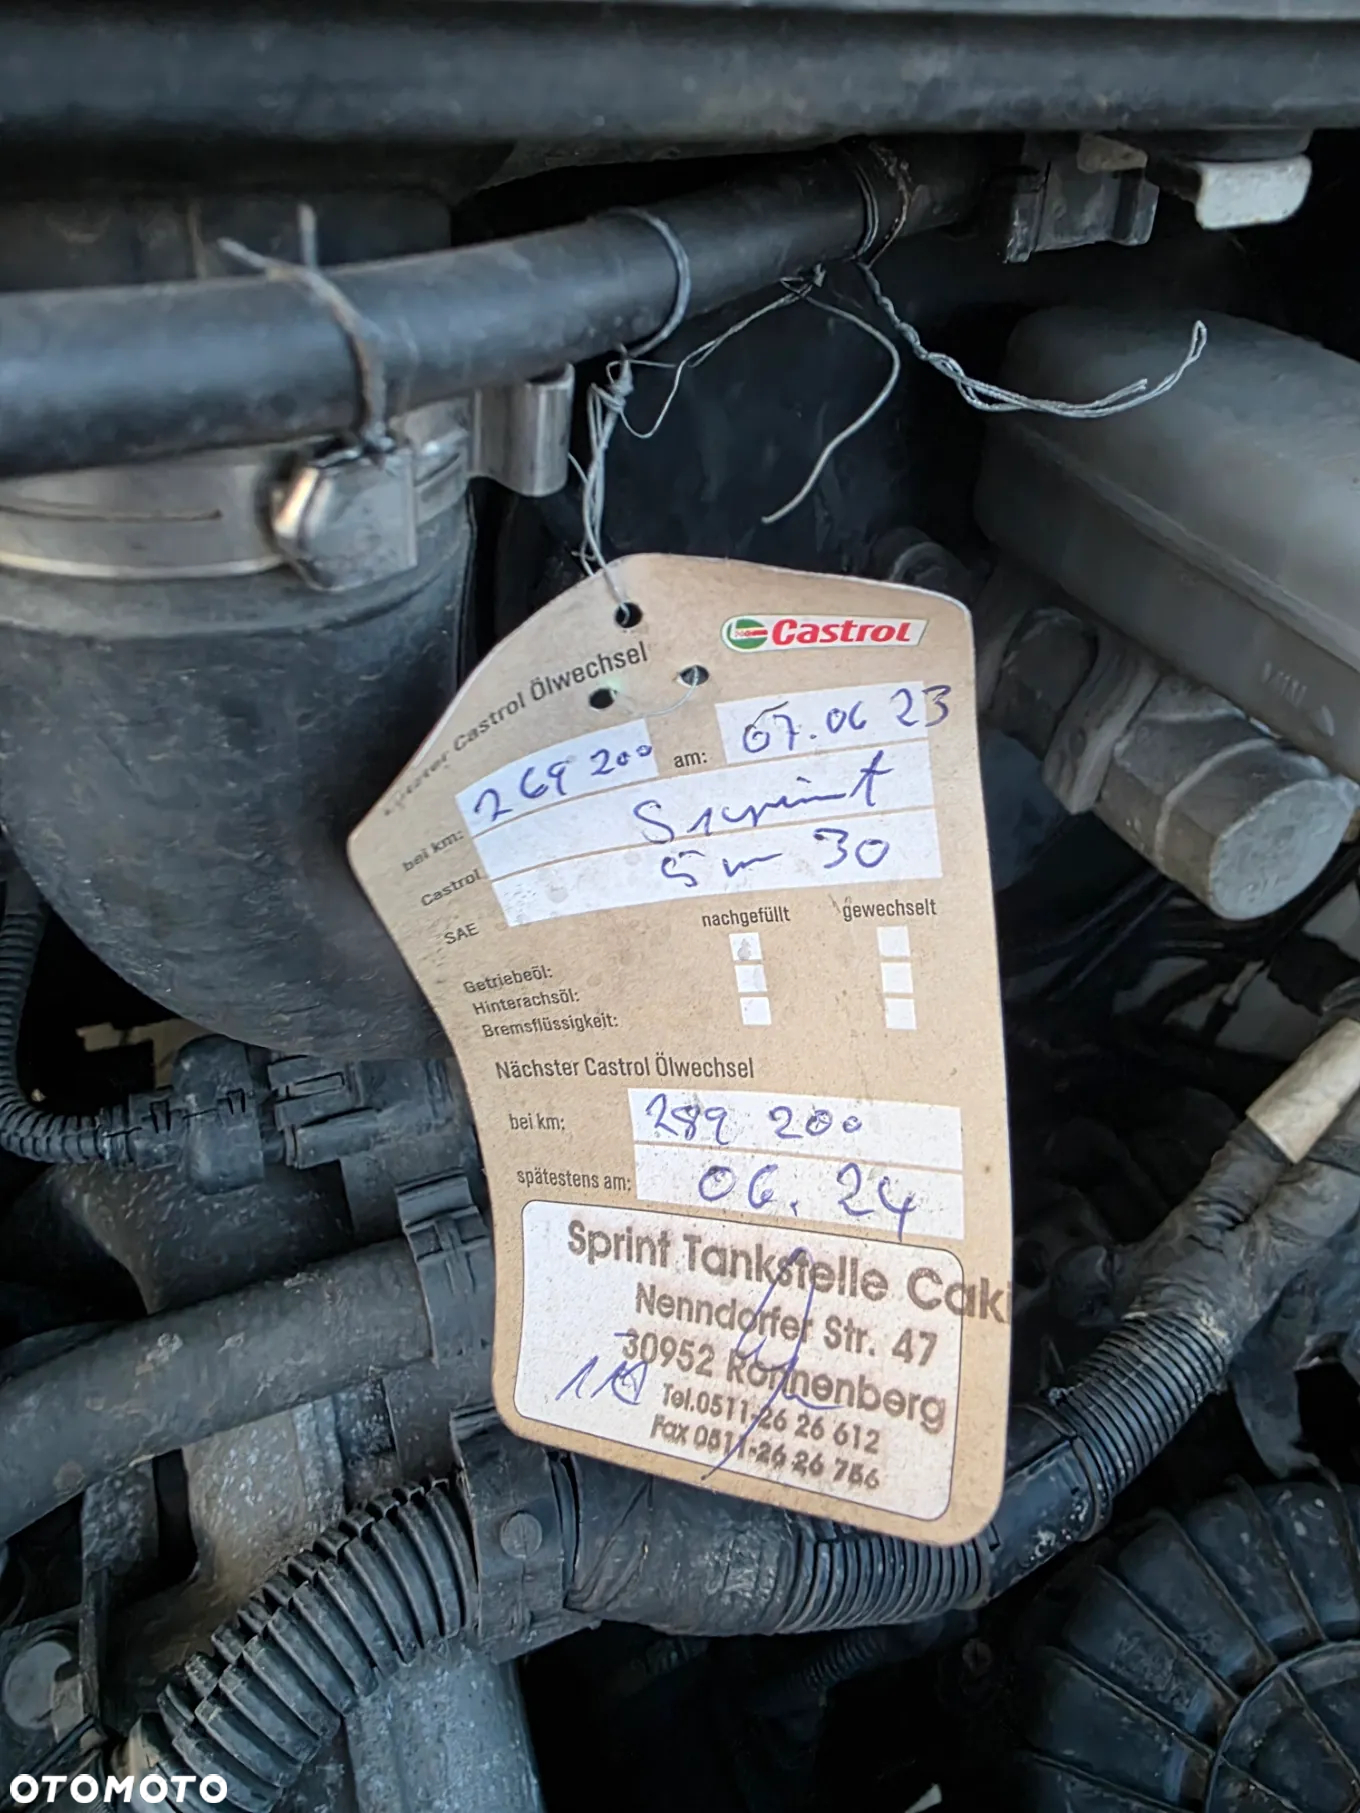 Castrol
Letzter Castrol Ölwechsel
bei km: 269 200 am: 07.06 23
Castrol
SAE 5w 30
nachgefüllt gewechselt
Getriebeöl:
Hinterachsöl:
Bremsflüssigkeit:
Nächster Castrol Ölwechsel
bei km: 289 200
spätestens am: 06.24
Sprint Tankstelle Cak
Nenndorfer Str. 47
30952 Ronnenberg
Tel.0511-26 26 612
Fax 0511-26 26 756
OTOMOTO